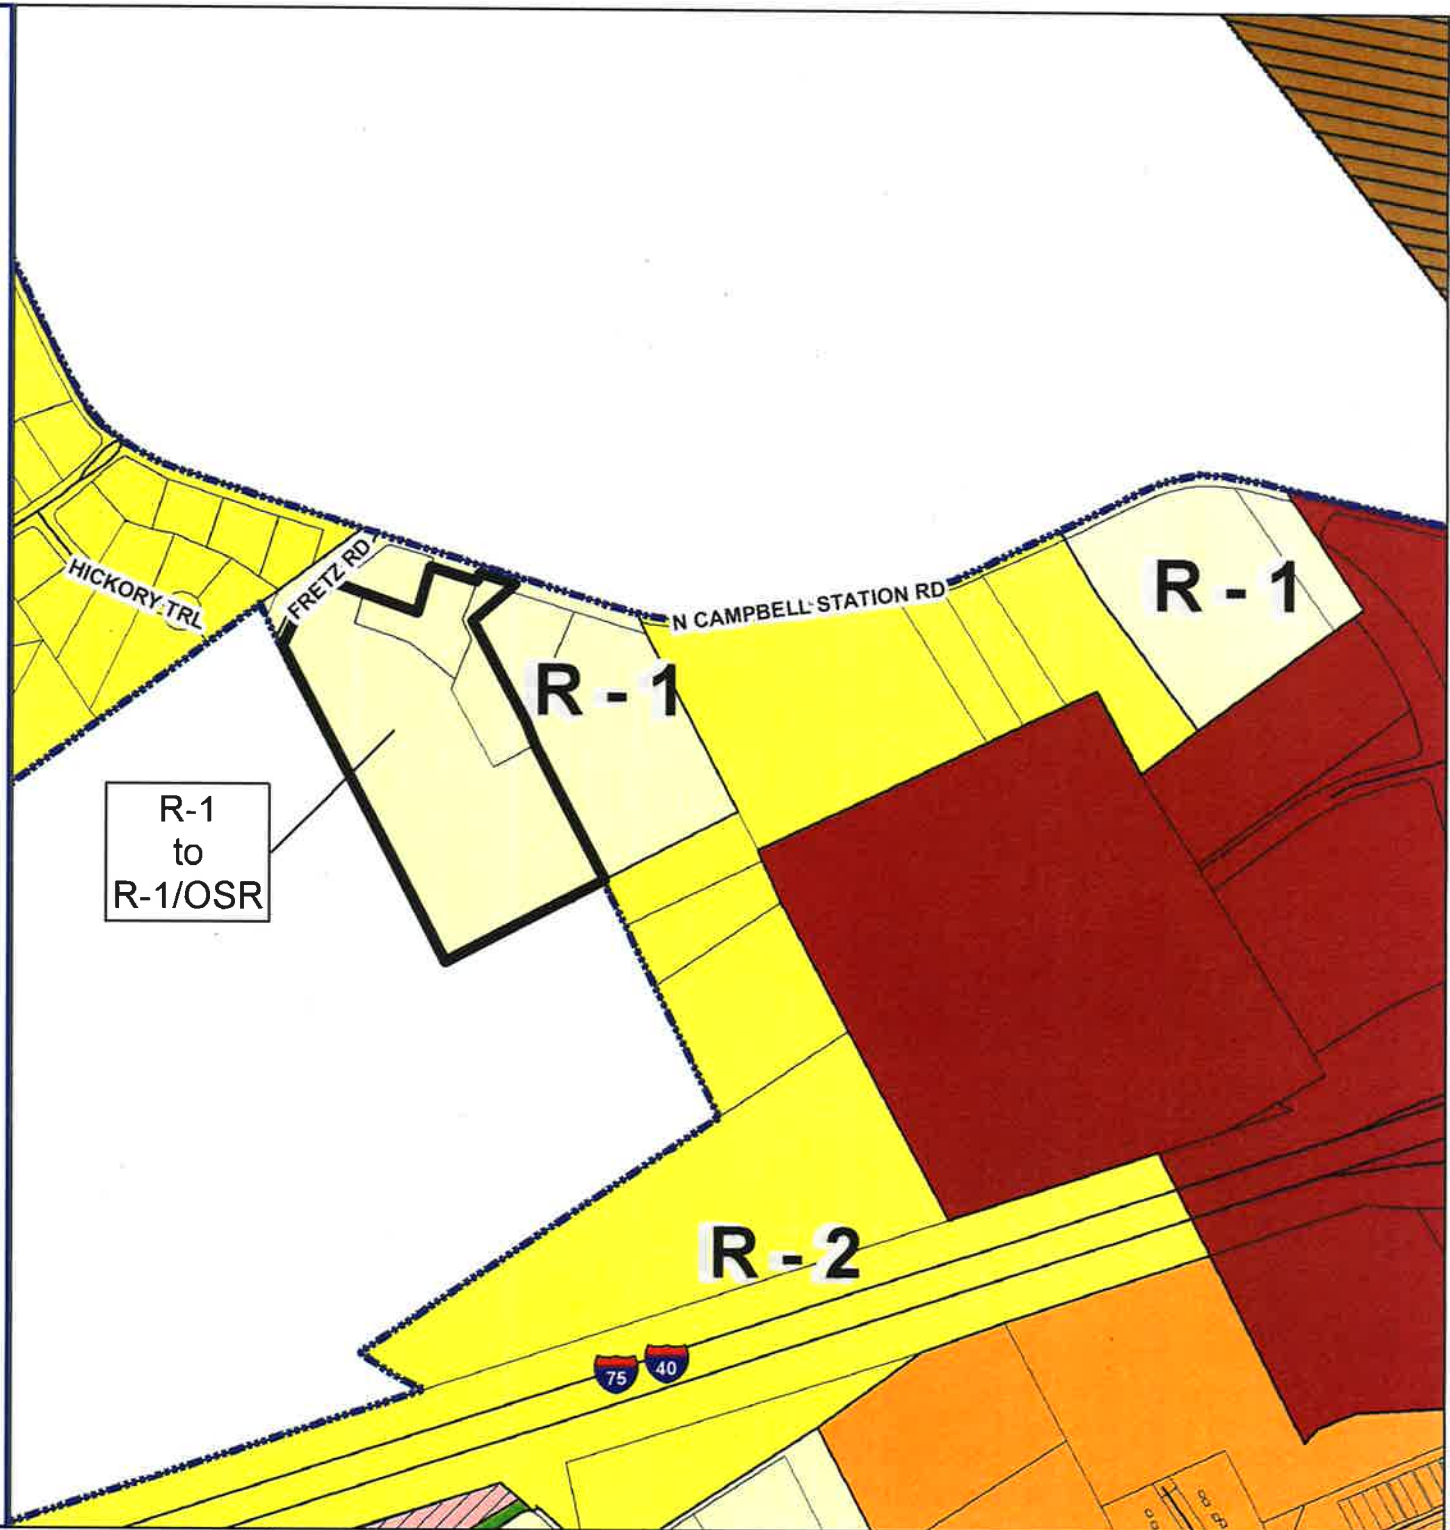 N CAMPBELL STATION RD
R - 1
FRETZ RD
HICKORY TRL
R - 1
R-1
to
R-1/OSR
R - 2
75
40